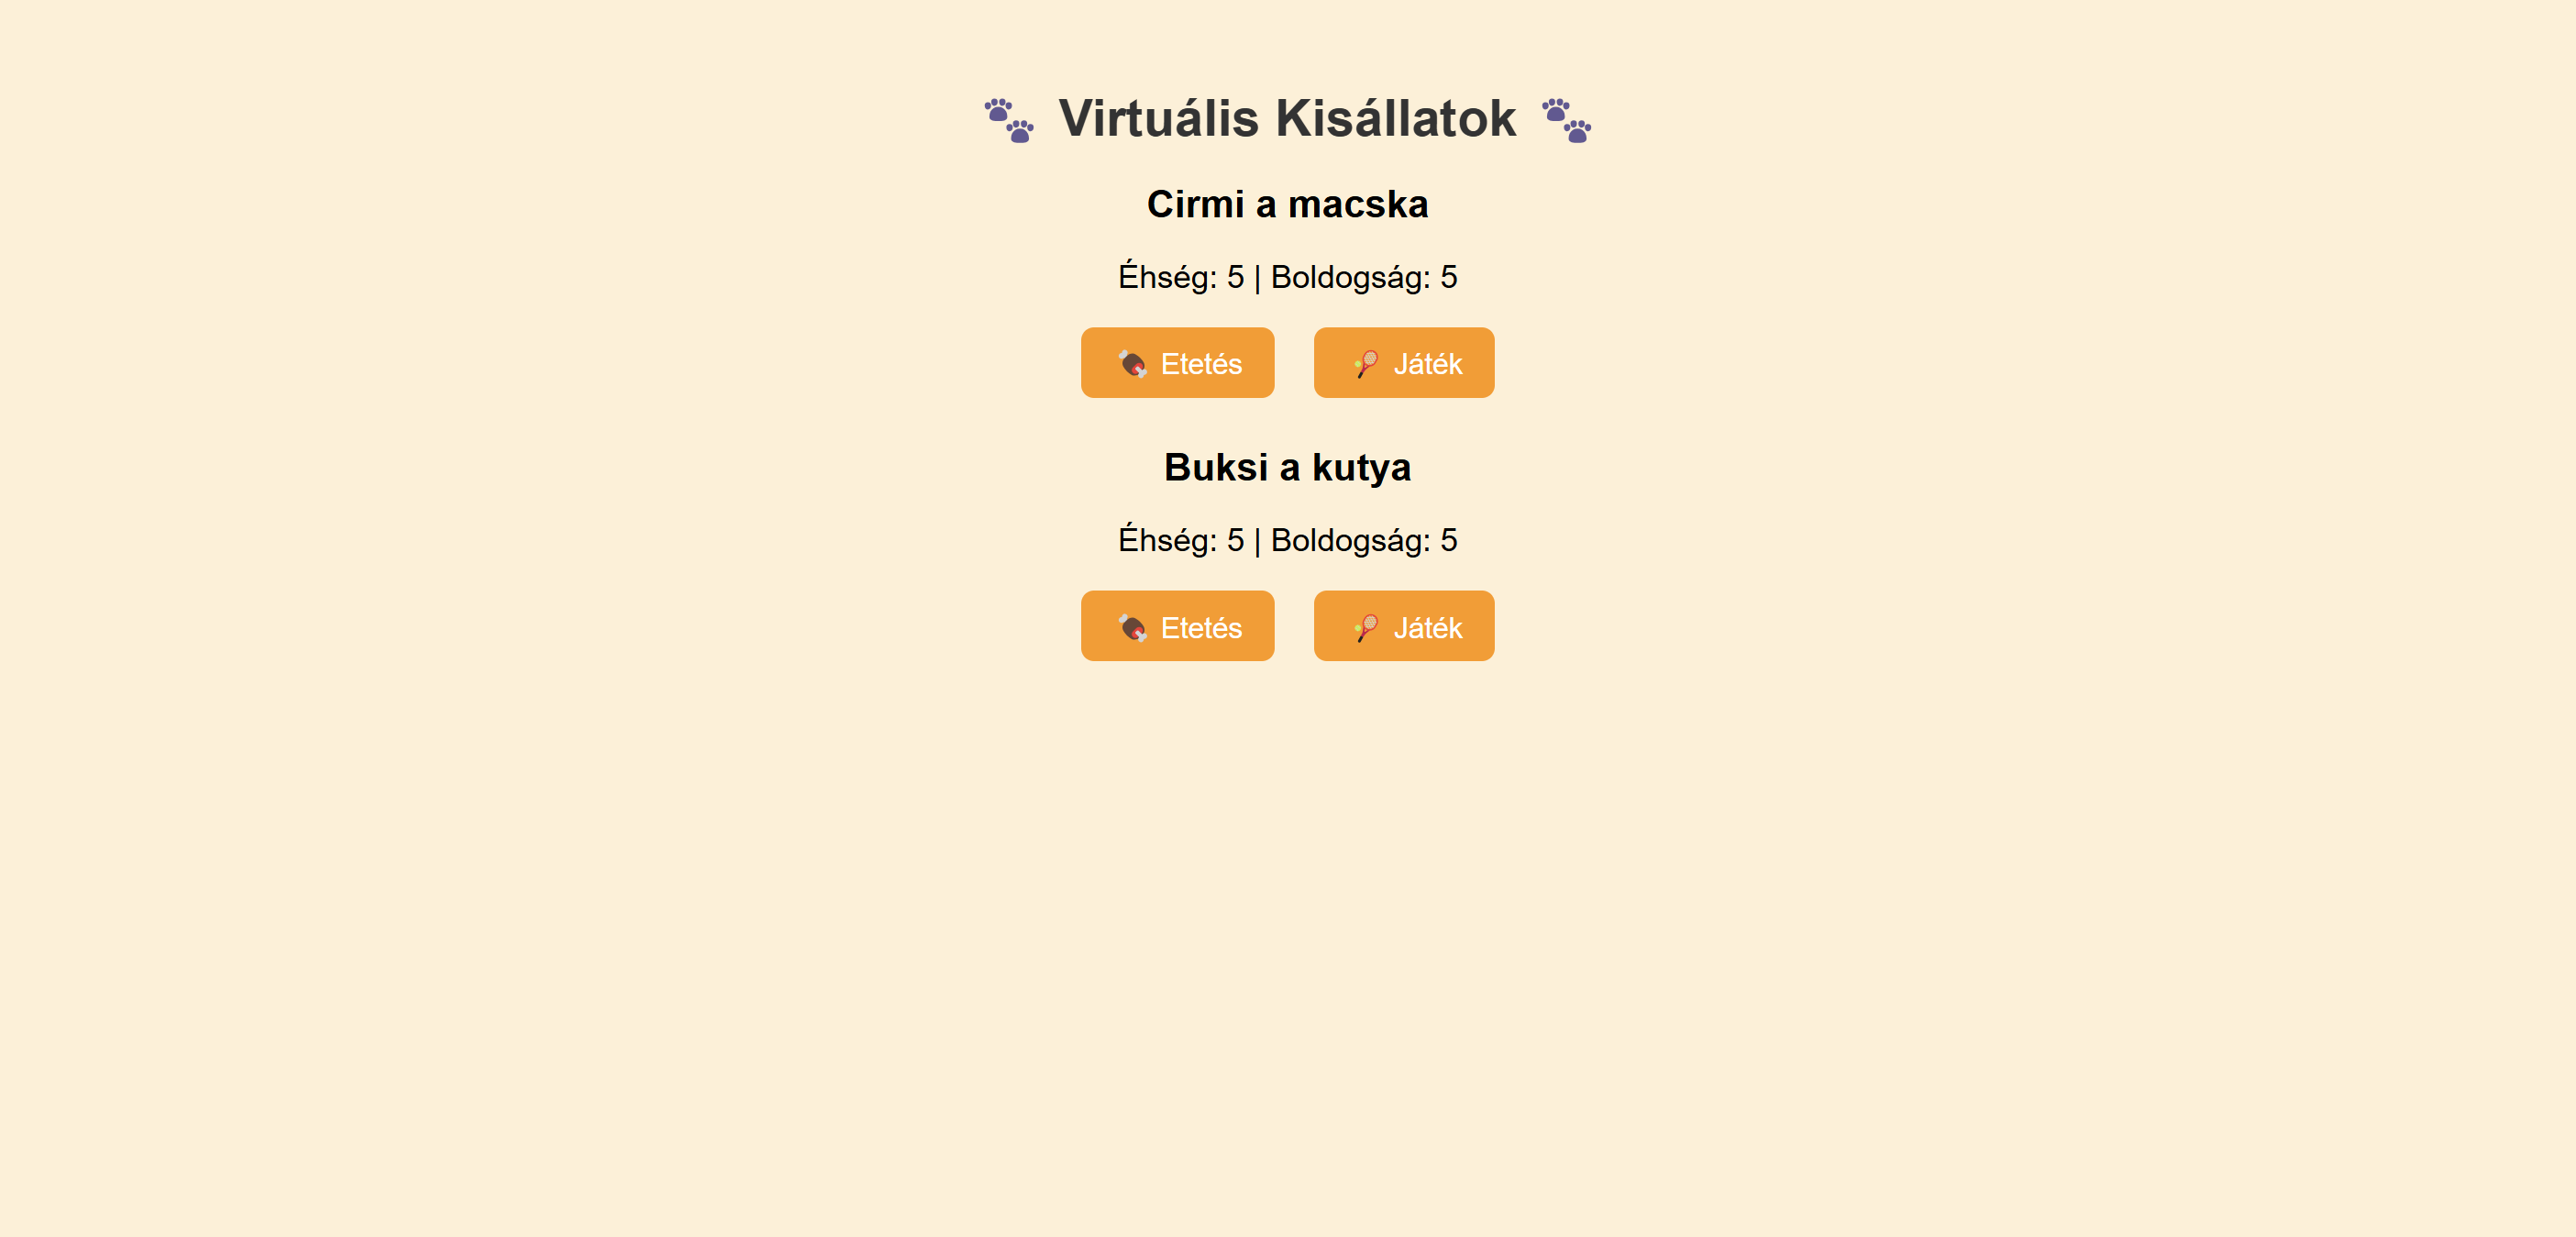 🐾 Virtuális Kisállatok 🐾
Cirmi a macska
Éhség: 5 | Boldogság: 5
🍖 Etetés 🎾 Játék
Buksi a kutya
Éhség: 5 | Boldogság: 5
🍖 Etetés 🎾 Játék